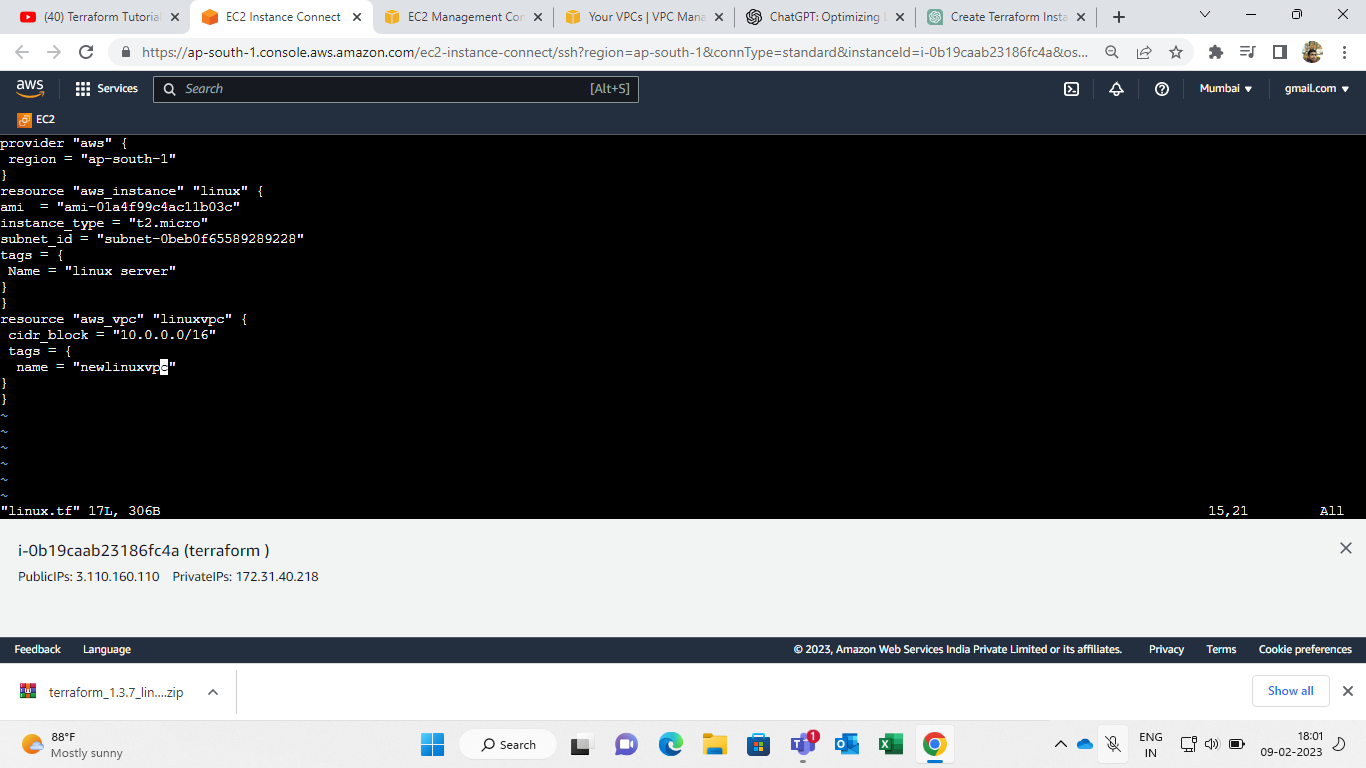 (40) Terraform Tutorial
EC2 Instance Connect
EC2 Management Con
Your VPCs | VPC Mana
ChatGPT: Optimizing L
Create Terraform Insta
https://ap-south-1.console.aws.amazon.com/ec2-instance-connect/ssh?region=ap-south-1&connType=standard&instanceId=i-0b19caab23186fc4a&os...
aws
Services
Search
[Alt+S]
Mumbai
gmail.com
EC2
provider "aws" {
 region = "ap-south-1"
}
resource "aws_instance" "linux" {
ami  = "ami-01a4f99c4ac11b03c"
instance_type = "t2.micro"
subnet_id = "subnet-0beb0f65589289228"
tags = {
 Name = "linux server"
}
}
resource "aws_vpc" "linuxvpc" {
 cidr_block = "10.0.0.0/16"
 tags = {
  name = "newlinuxvpc"
}
}
~
~
~
~
~
~
"linux.tf" 17L, 306B
15,21
All
i-0b19caab23186fc4a (terraform )
PublicIPs: 3.110.160.110 PrivateIPs: 172.31.40.218
Feedback
Language
© 2023, Amazon Web Services India Private Limited or its affiliates.
Privacy
Terms
Cookie preferences
terraform_1.3.7_lin....zip
Show all
88°F
Mostly sunny
Search
1
ENG
IN
18:01
09-02-2023